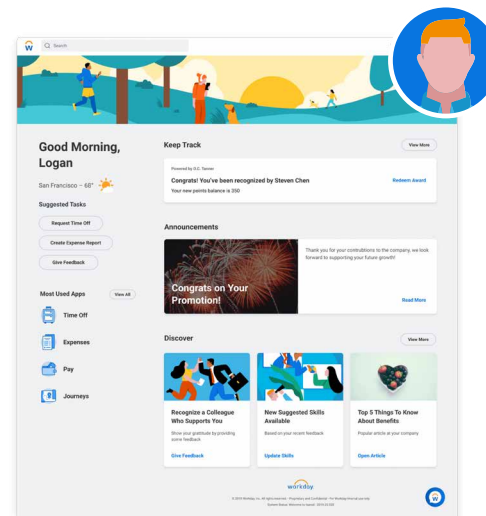 W
Search
Good Morning,
Logan
San Francisco – 68°
Suggested Tasks
Request Time Off
Create Expense Report
Give Feedback
Most Used Apps
View All
Time Off
Expenses
Pay
Journeys
Keep Track
View More
Powered by O.C. Tanner
Congrats! You've been recognized by Steven Chen
Redeem Award
Your new points balance is 350
Announcements
Congrats on Your
Promotion!
Thank you for your contributions to the company, we look
forward to supporting your future growth!
Read More
Discover
View More
Recognize a Colleague
Who Supports You
Show your gratitude by providing
some feedback
Give Feedback
New Suggested Skills
Available
Based on your recent feedback
Update Skills
Top 5 Things To Know
About Benefits
Popular article at your company
Open Article
workday
W